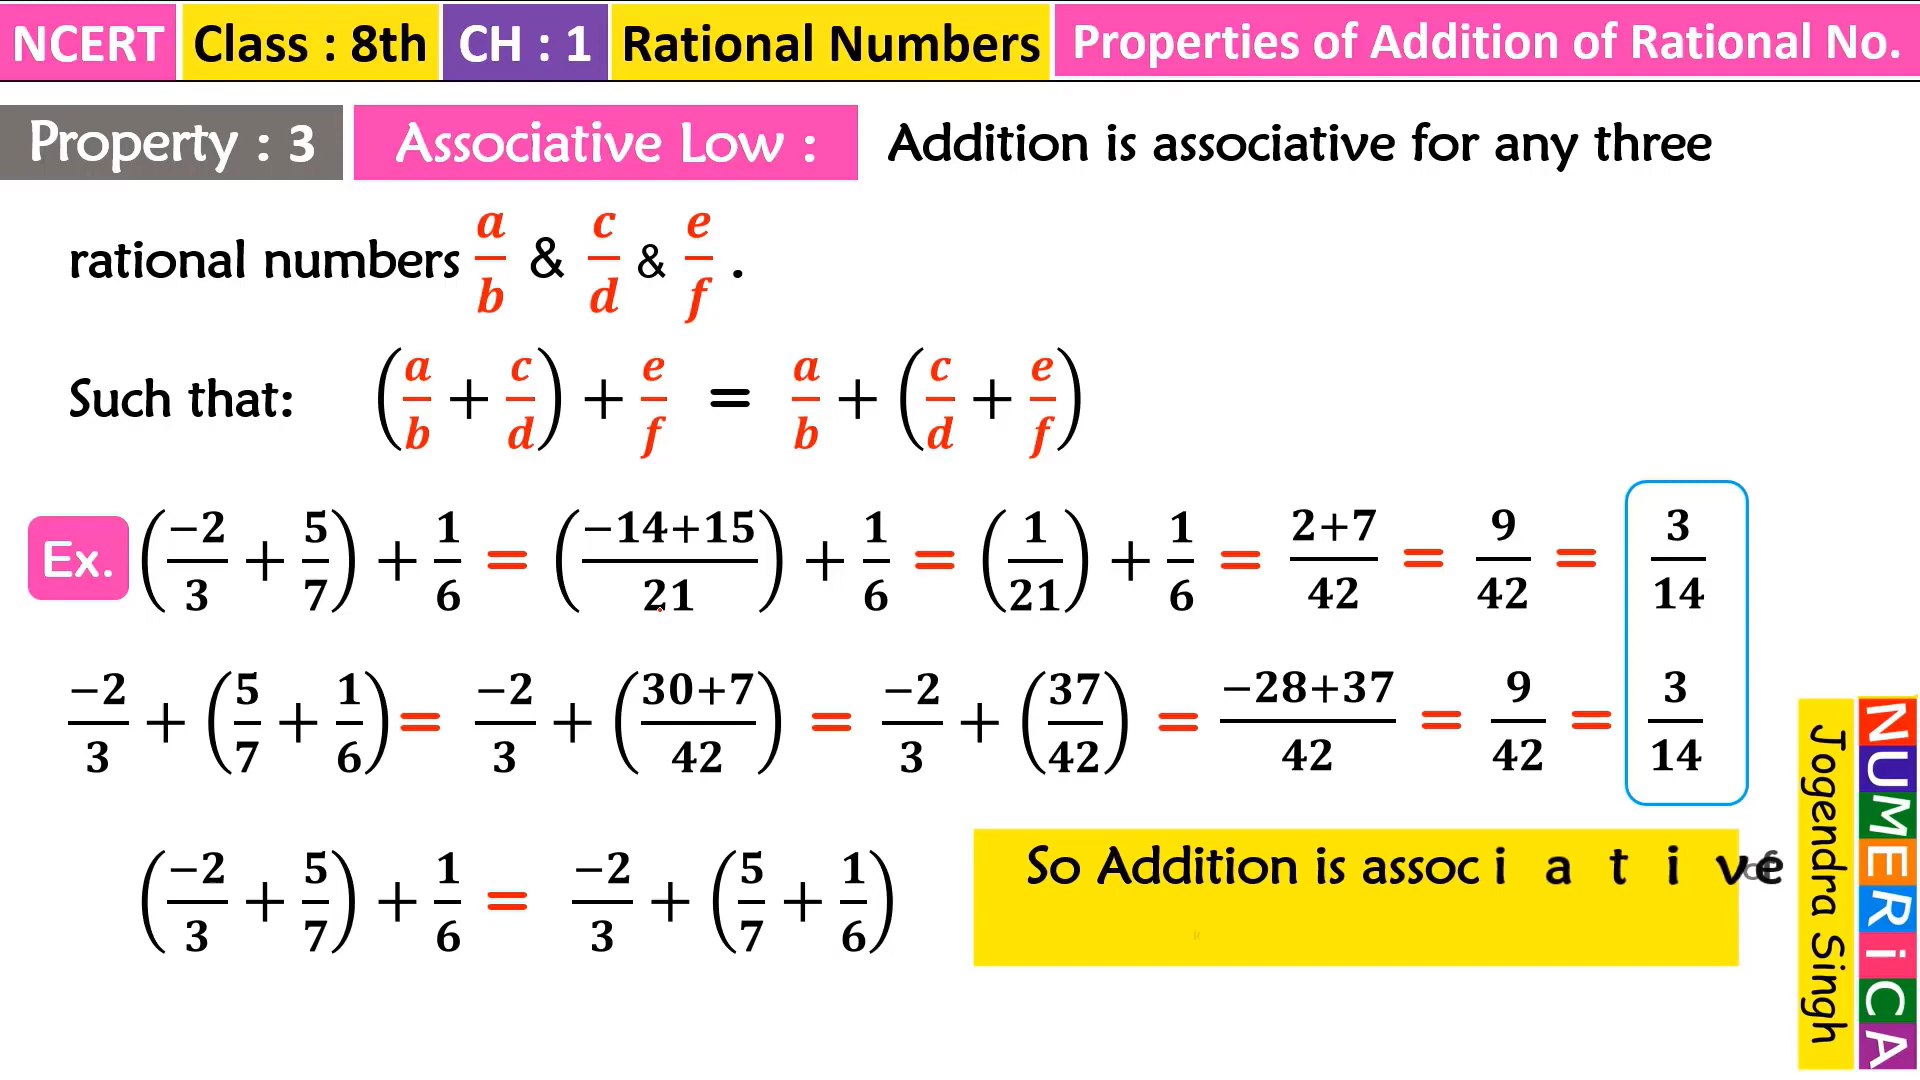 NCERT Class : 8th CH : 1 Rational Numbers Properties of Addition of Rational No.
Property : 3 Associative Low : Addition is associative for any three
rational numbers a/b & c/d & e/f .
Such that: (a/b + c/d) + e/f = a/b + (c/d + e/f)
Ex. (−2/3 + 5/7) + 1/6 = (−14+15/21) + 1/6 = (1/21) + 1/6 = 2+7/42 = 9/42 = 3/14
−2/3 + (5/7 + 1/6) = −2/3 + (30+7/42) = −2/3 + (37/42) = −28+37/42 = 9/42 = 3/14
(−2/3 + 5/7) + 1/6 = −2/3 + (5/7 + 1/6)
So Addition is associative
Jogendra Singh
NUMERiCA